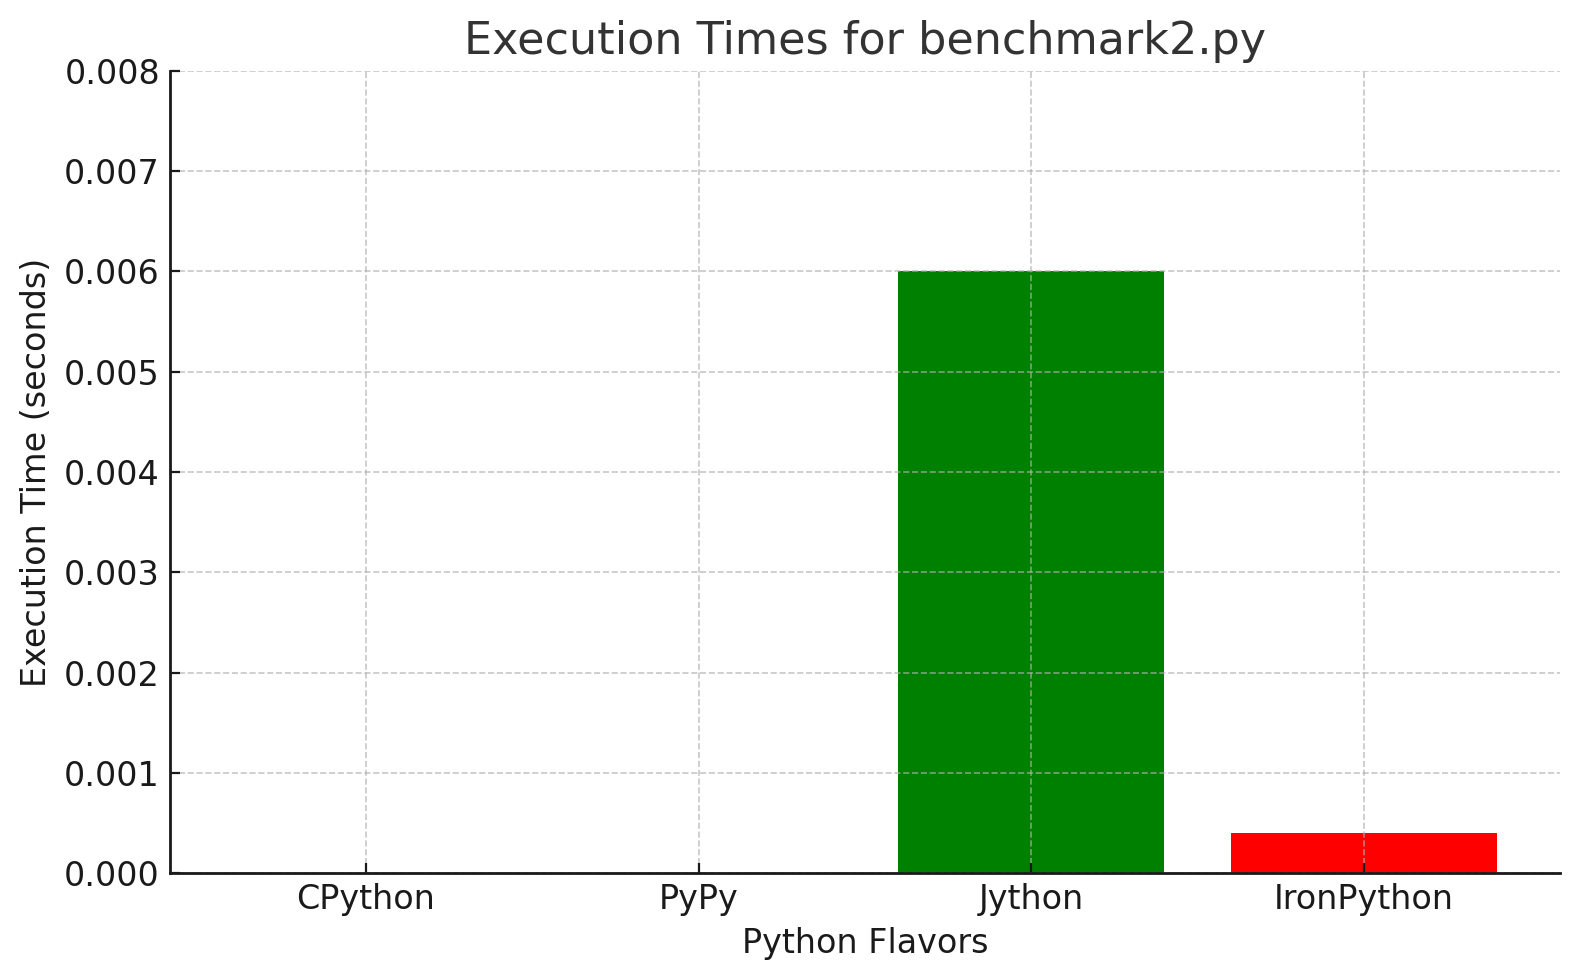 Execution Times for benchmark2.py
0.008
0.007
0.006
0.005
0.004
0.003
0.002
0.001
0.000
Execution Time (seconds)
CPython PyPy Jython IronPython
Python Flavors